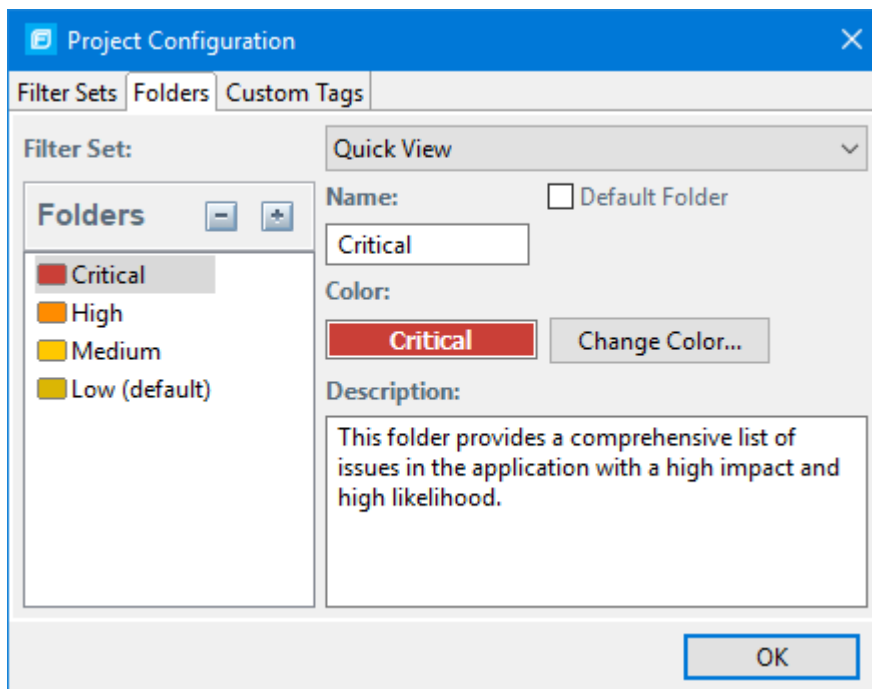 Project Configuration
Filter Sets Folders Custom Tags
Filter Set:
Quick View
Folders
Critical
High
Medium
Low (default)
Name:
Default Folder
Critical
Color:
Critical
Change Color...
Description:
This folder provides a comprehensive list of
issues in the application with a high impact and
high likelihood.
OK